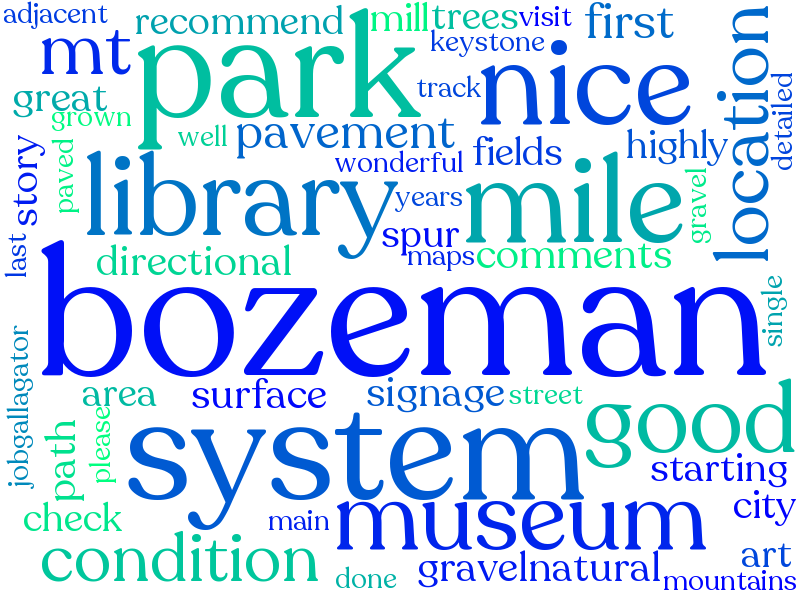 adjacent
recommend
mill
trees
visit
first
mt
park
keystone
nice
location
great
track
detailed
grown
well
pavement
wonderful
fields
highly
story
paved
library
years
mile
gravel
spur
last
directional
maps
comments
bozeman
single
jobgallagator
area
surface
signage
street
good
path
please
system
starting
check
main
museum
city
condition
done
gravelnatural
art
mountains